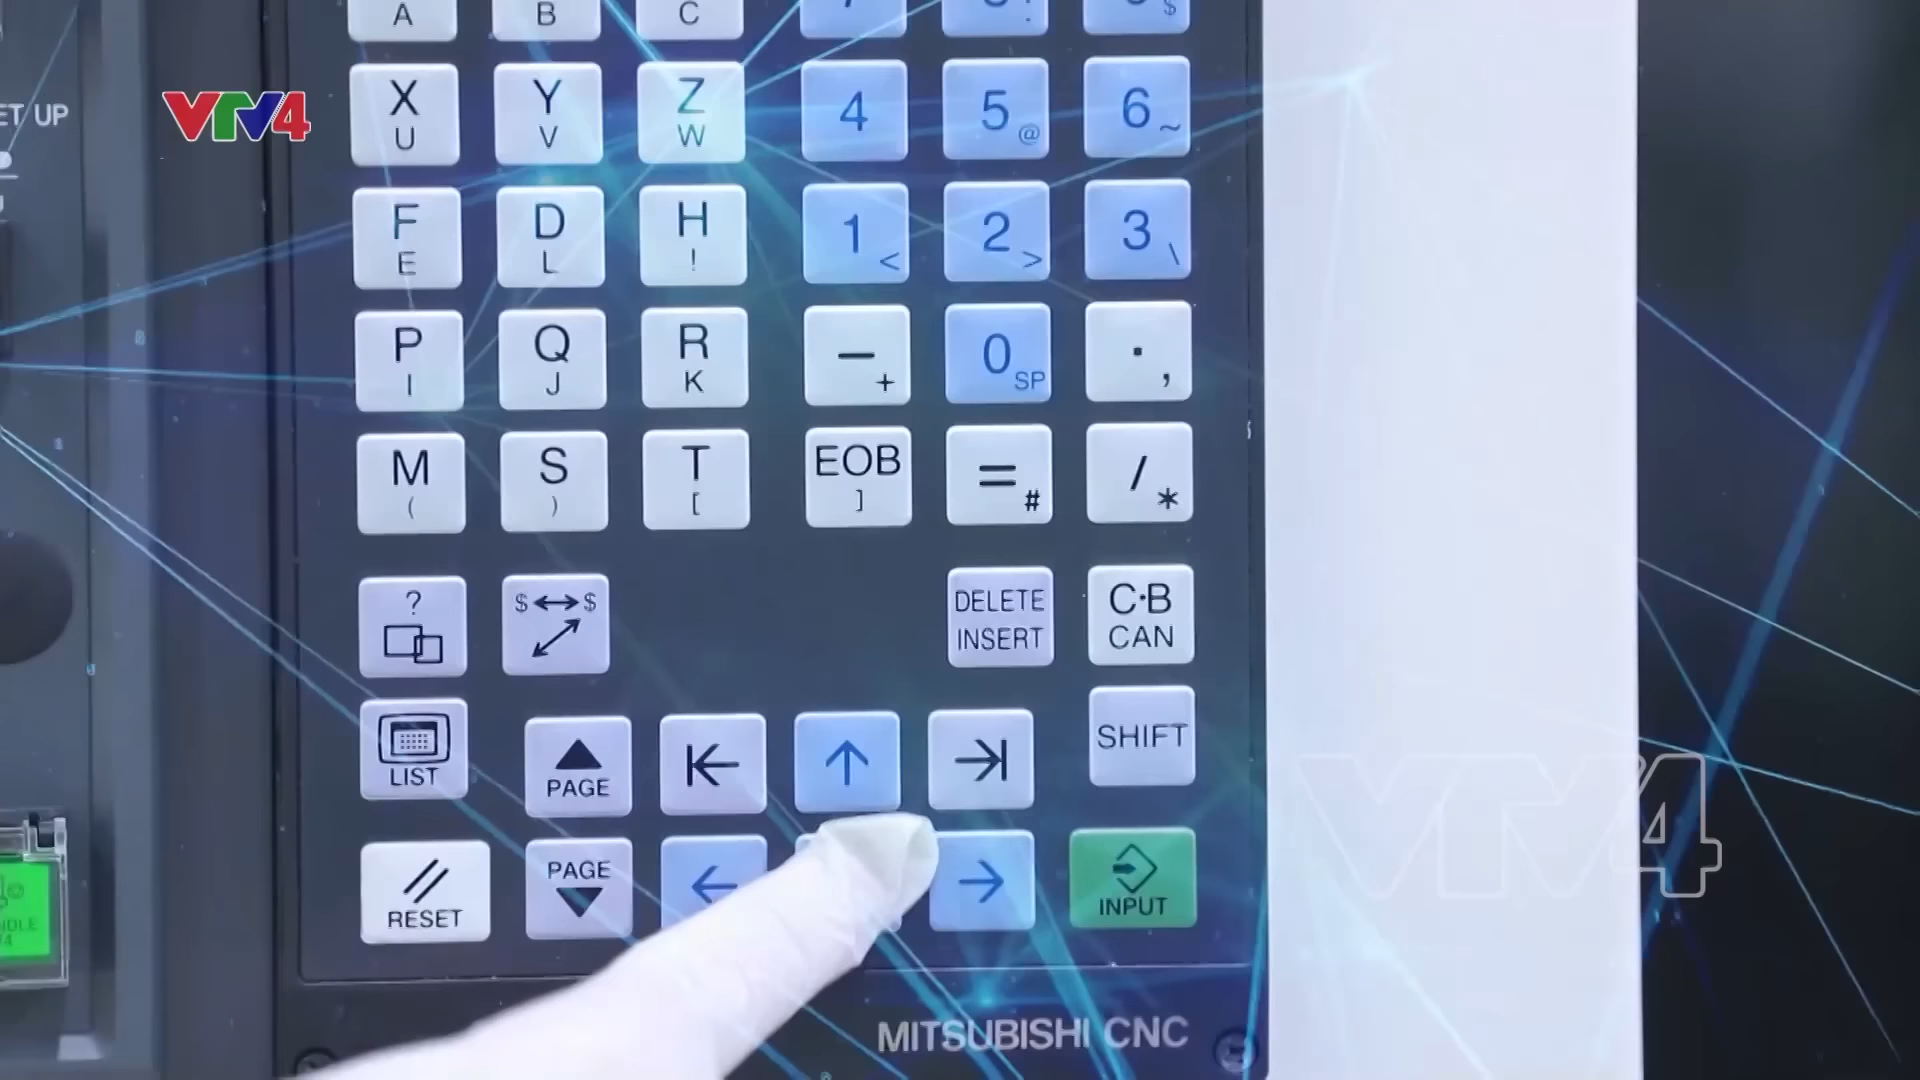 A B C
ET UP
VTV4
X Y Z 4 5 6
U V W @ ~
F D H 1 2 3
E L ! < > \
P Q R − 0 .
I J K + SP ,
M S T EOB = /
( ) [ ] # *
? $ ↔ $ DELETE C·B
INSERT CAN
LIST PAGE ↑ SHIFT
RESET PAGE ← → INPUT
VTV4
MITSUBISHI CNC